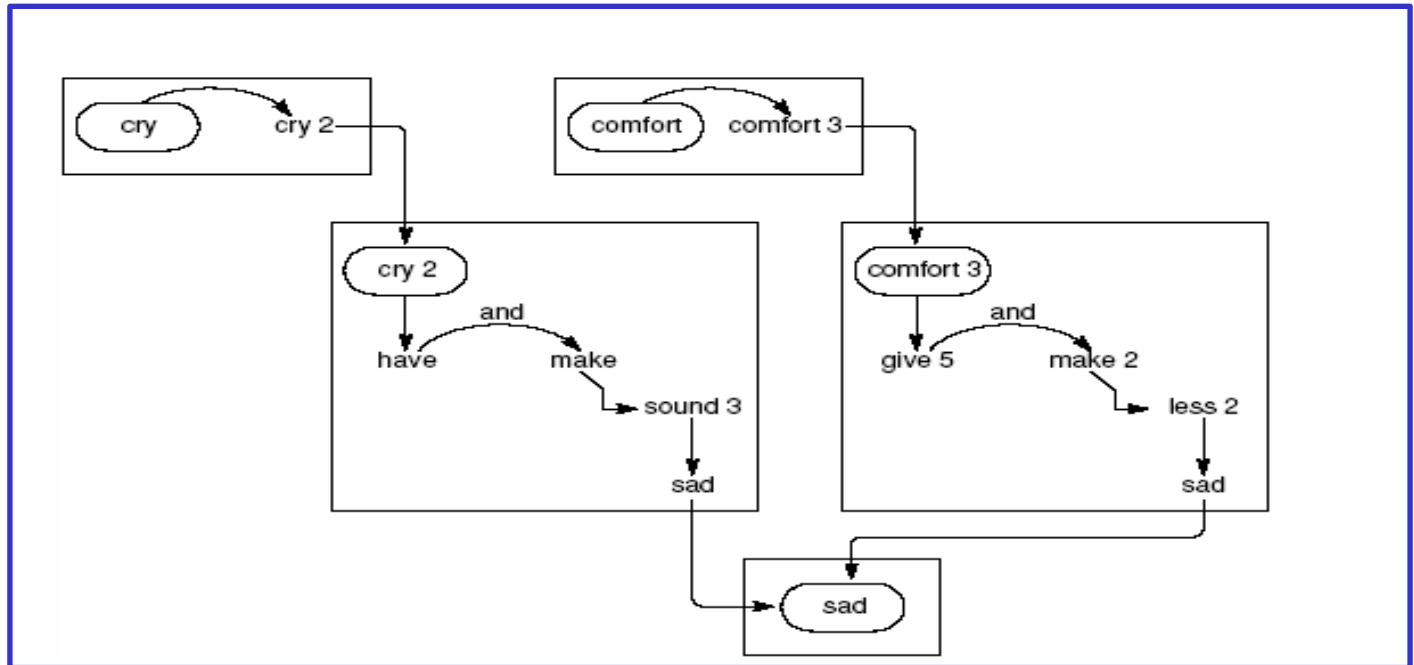 cry cry 2 comfort comfort 3
cry 2 comfort 3
and and
have make give 5 make 2
sound 3 less 2
sad sad
sad